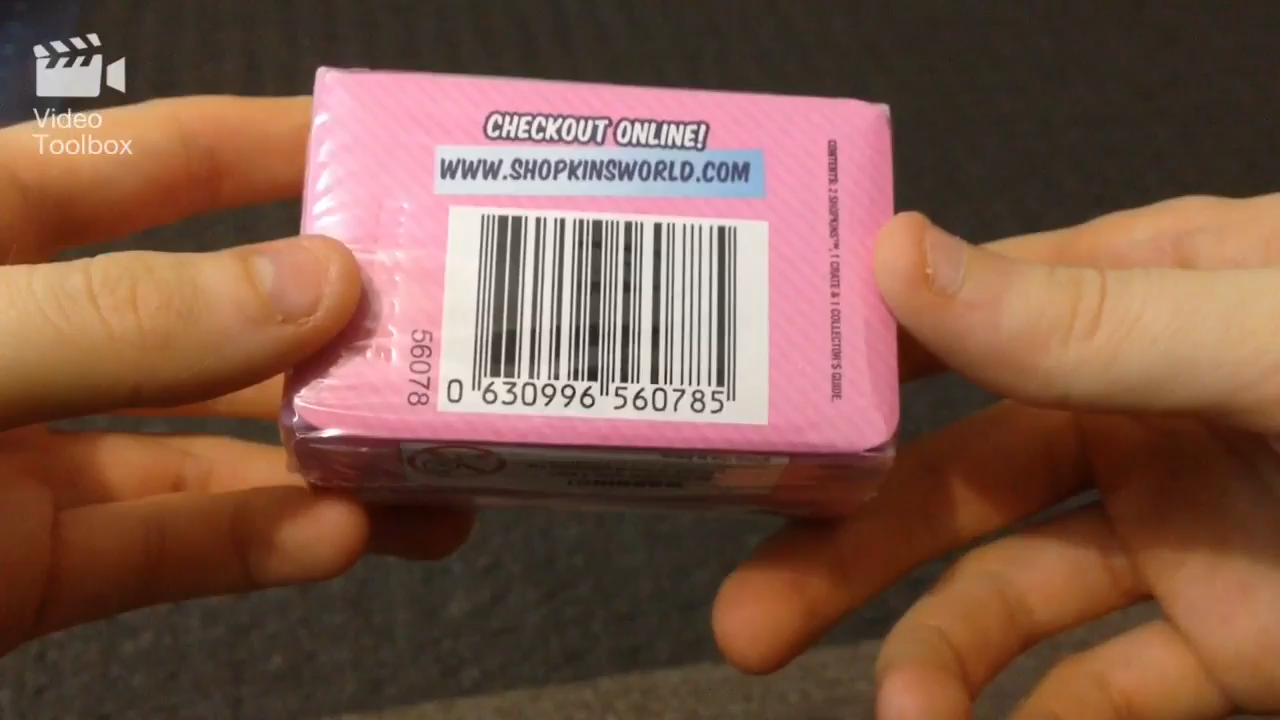 Video
Toolbox
CHECKOUT ONLINE!
WWW.SHOPKINSWORLD.COM
CONTENTS: 2 SHOPKINS™, 1 CRATE & 1 COLLECTOR'S GUIDE.
56078
0 630996 560785
WARNING!